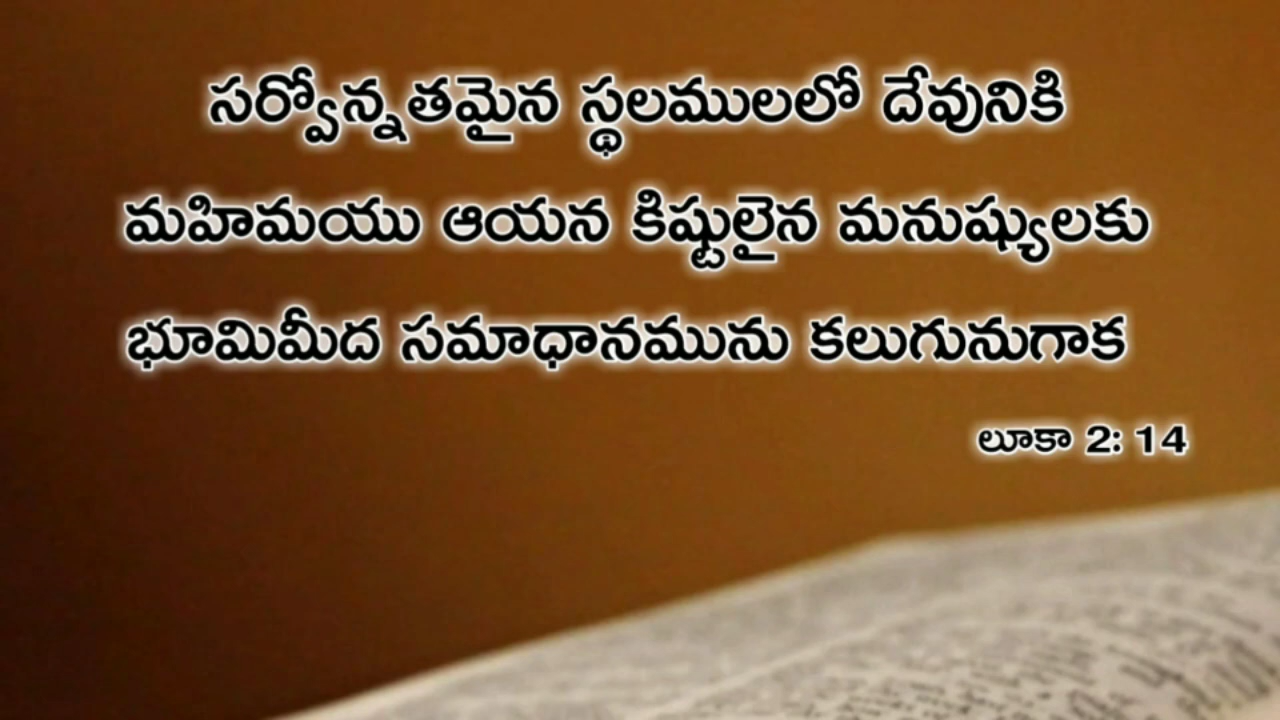 సర్వోన్నతమైన స్థలములలో దేవునికి
మహిమయు ఆయన కిష్టులైన మనుష్యులకు
భూమిమీద సమాధానమును కలుగునుగాక
లూకా 2: 14